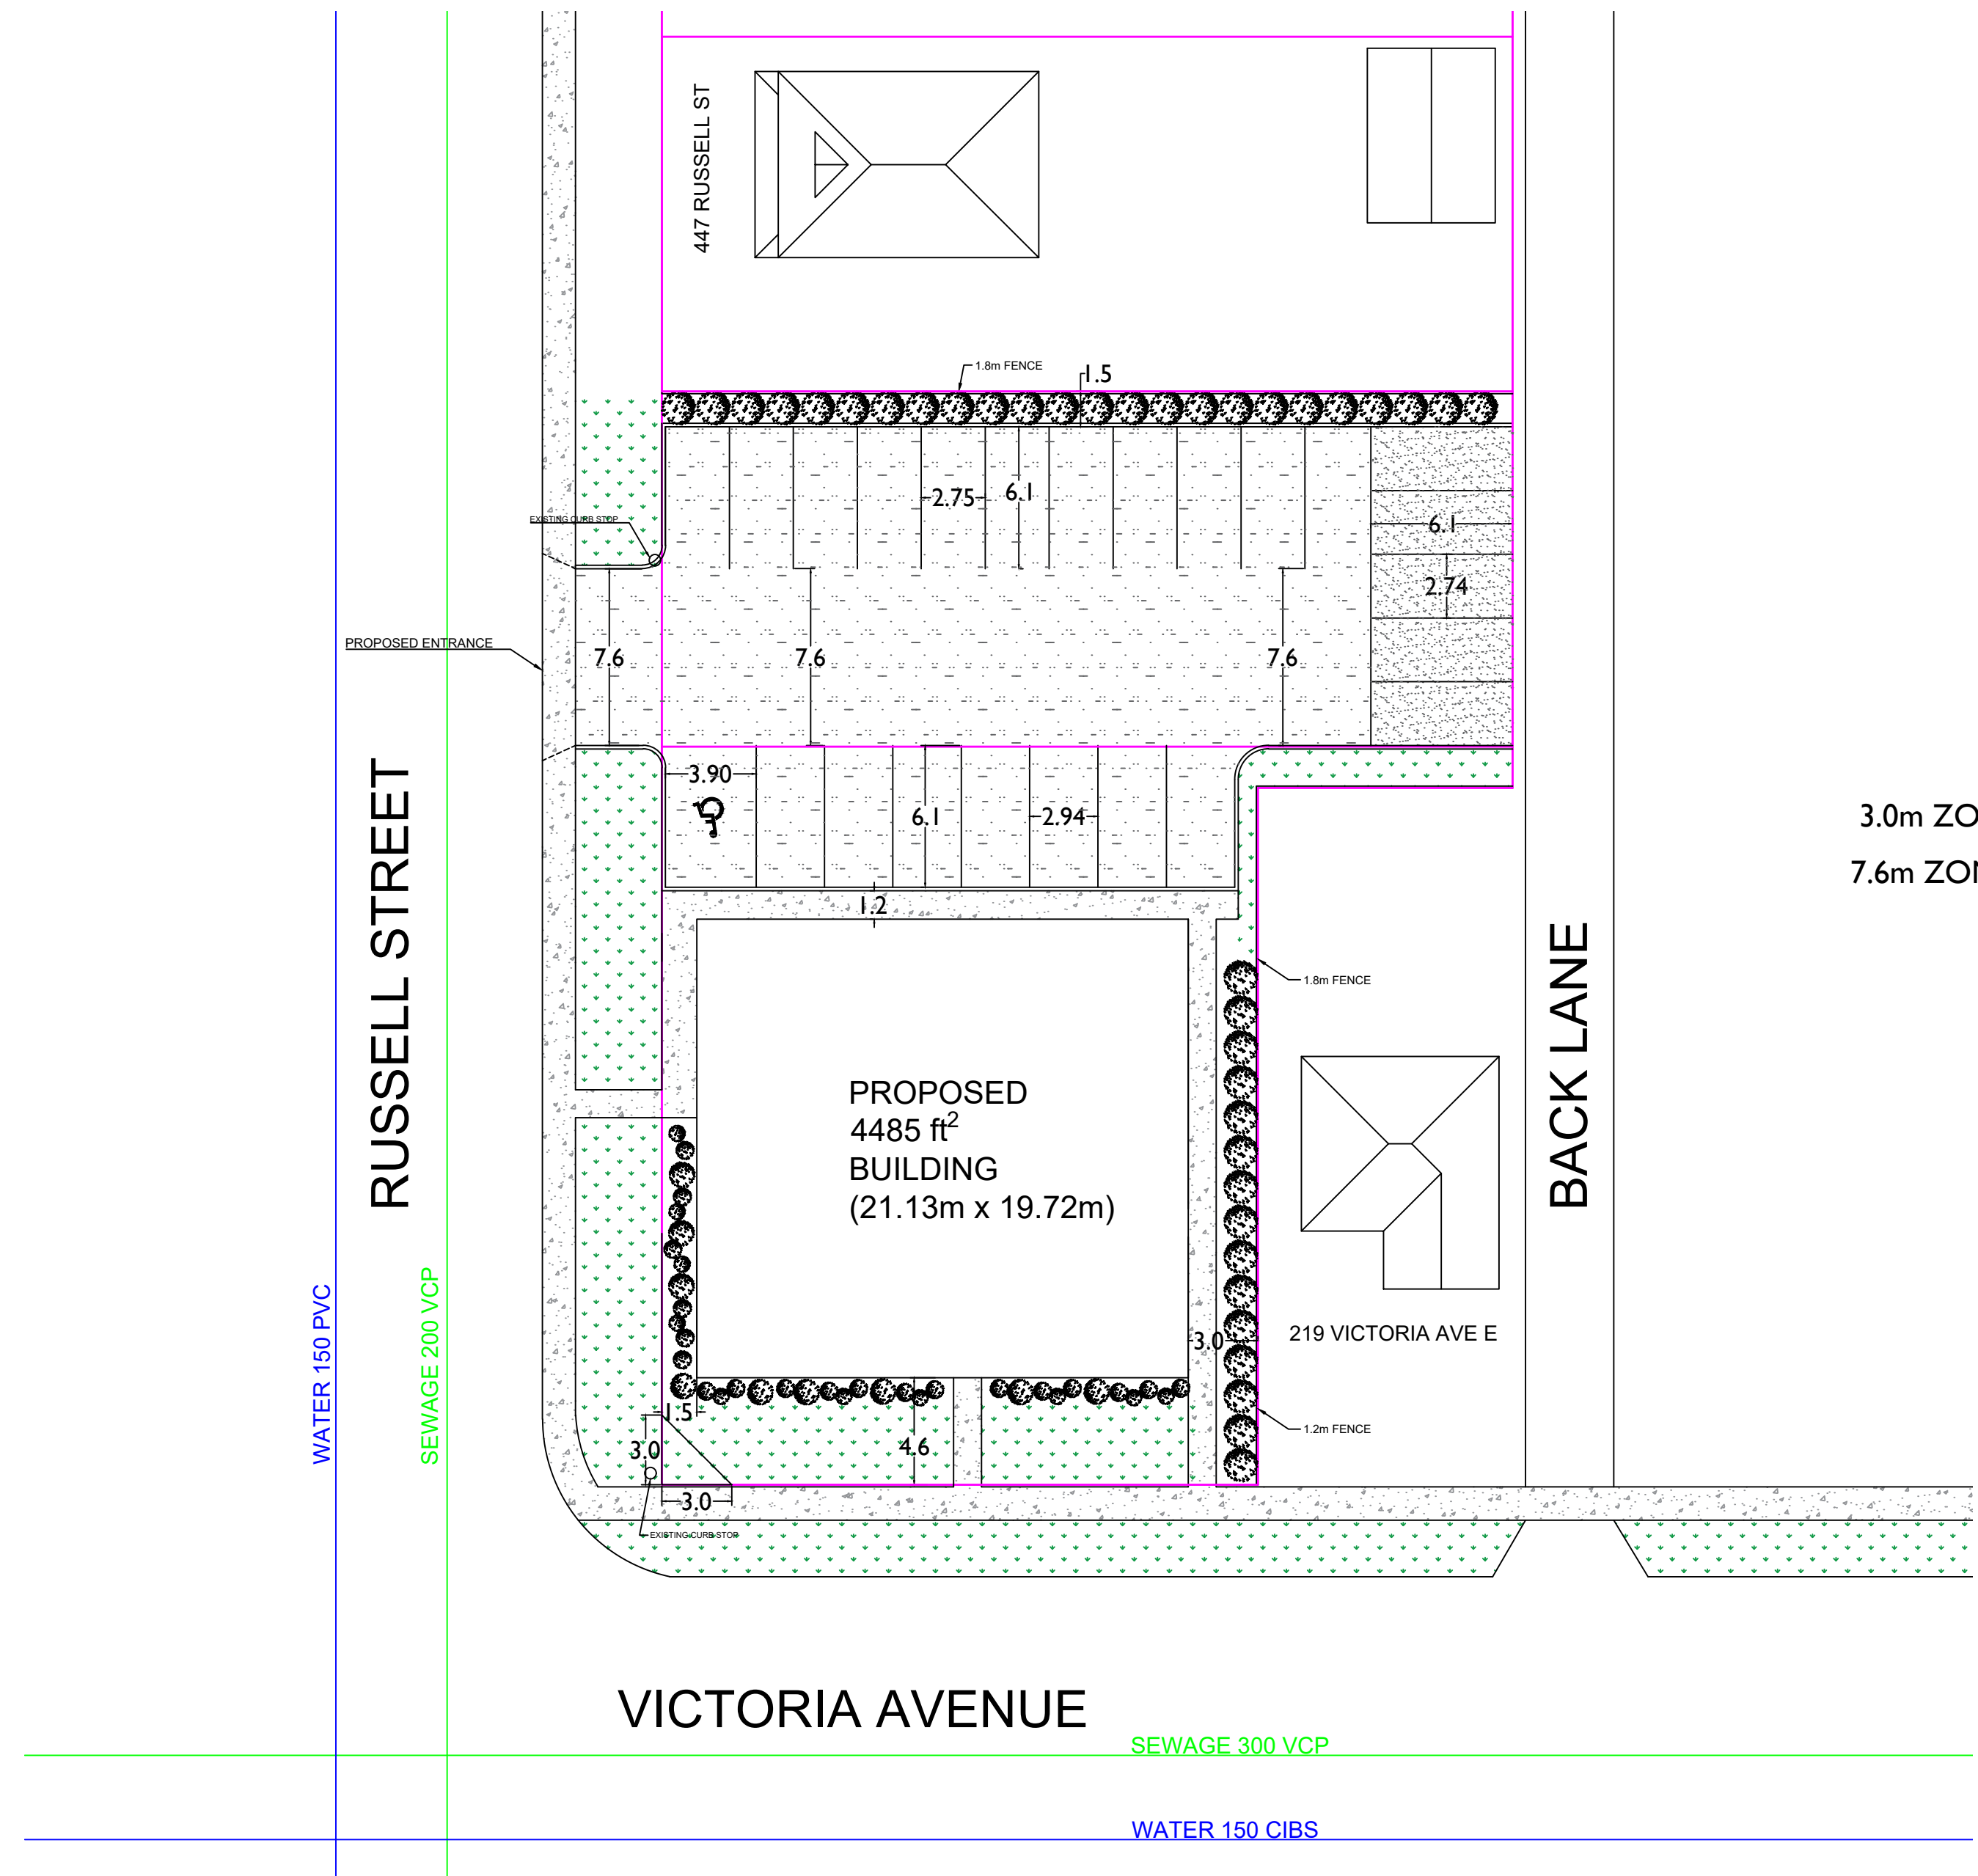 447 RUSSELL ST
1.8m FENCE
1.5
2.75
6.1
6.1
EXISTING CURB STOP
2.74
PROPOSED ENTRANCE
7.6
7.6
7.6
3.90
6.1
2.94
3.0m ZO
7.6m ZON
1.2
RUSSELL STREET
BACK LANE
1.8m FENCE
PROPOSED
4485 ft²
BUILDING
(21.13m x 19.72m)
3.0
219 VICTORIA AVE E
WATER 150 PVC
SEWAGE 200 VCP
1.5
3.0
4.6
1.2m FENCE
3.0
EXISTING CURB STOP
VICTORIA AVENUE
SEWAGE 300 VCP
WATER 150 CIBS